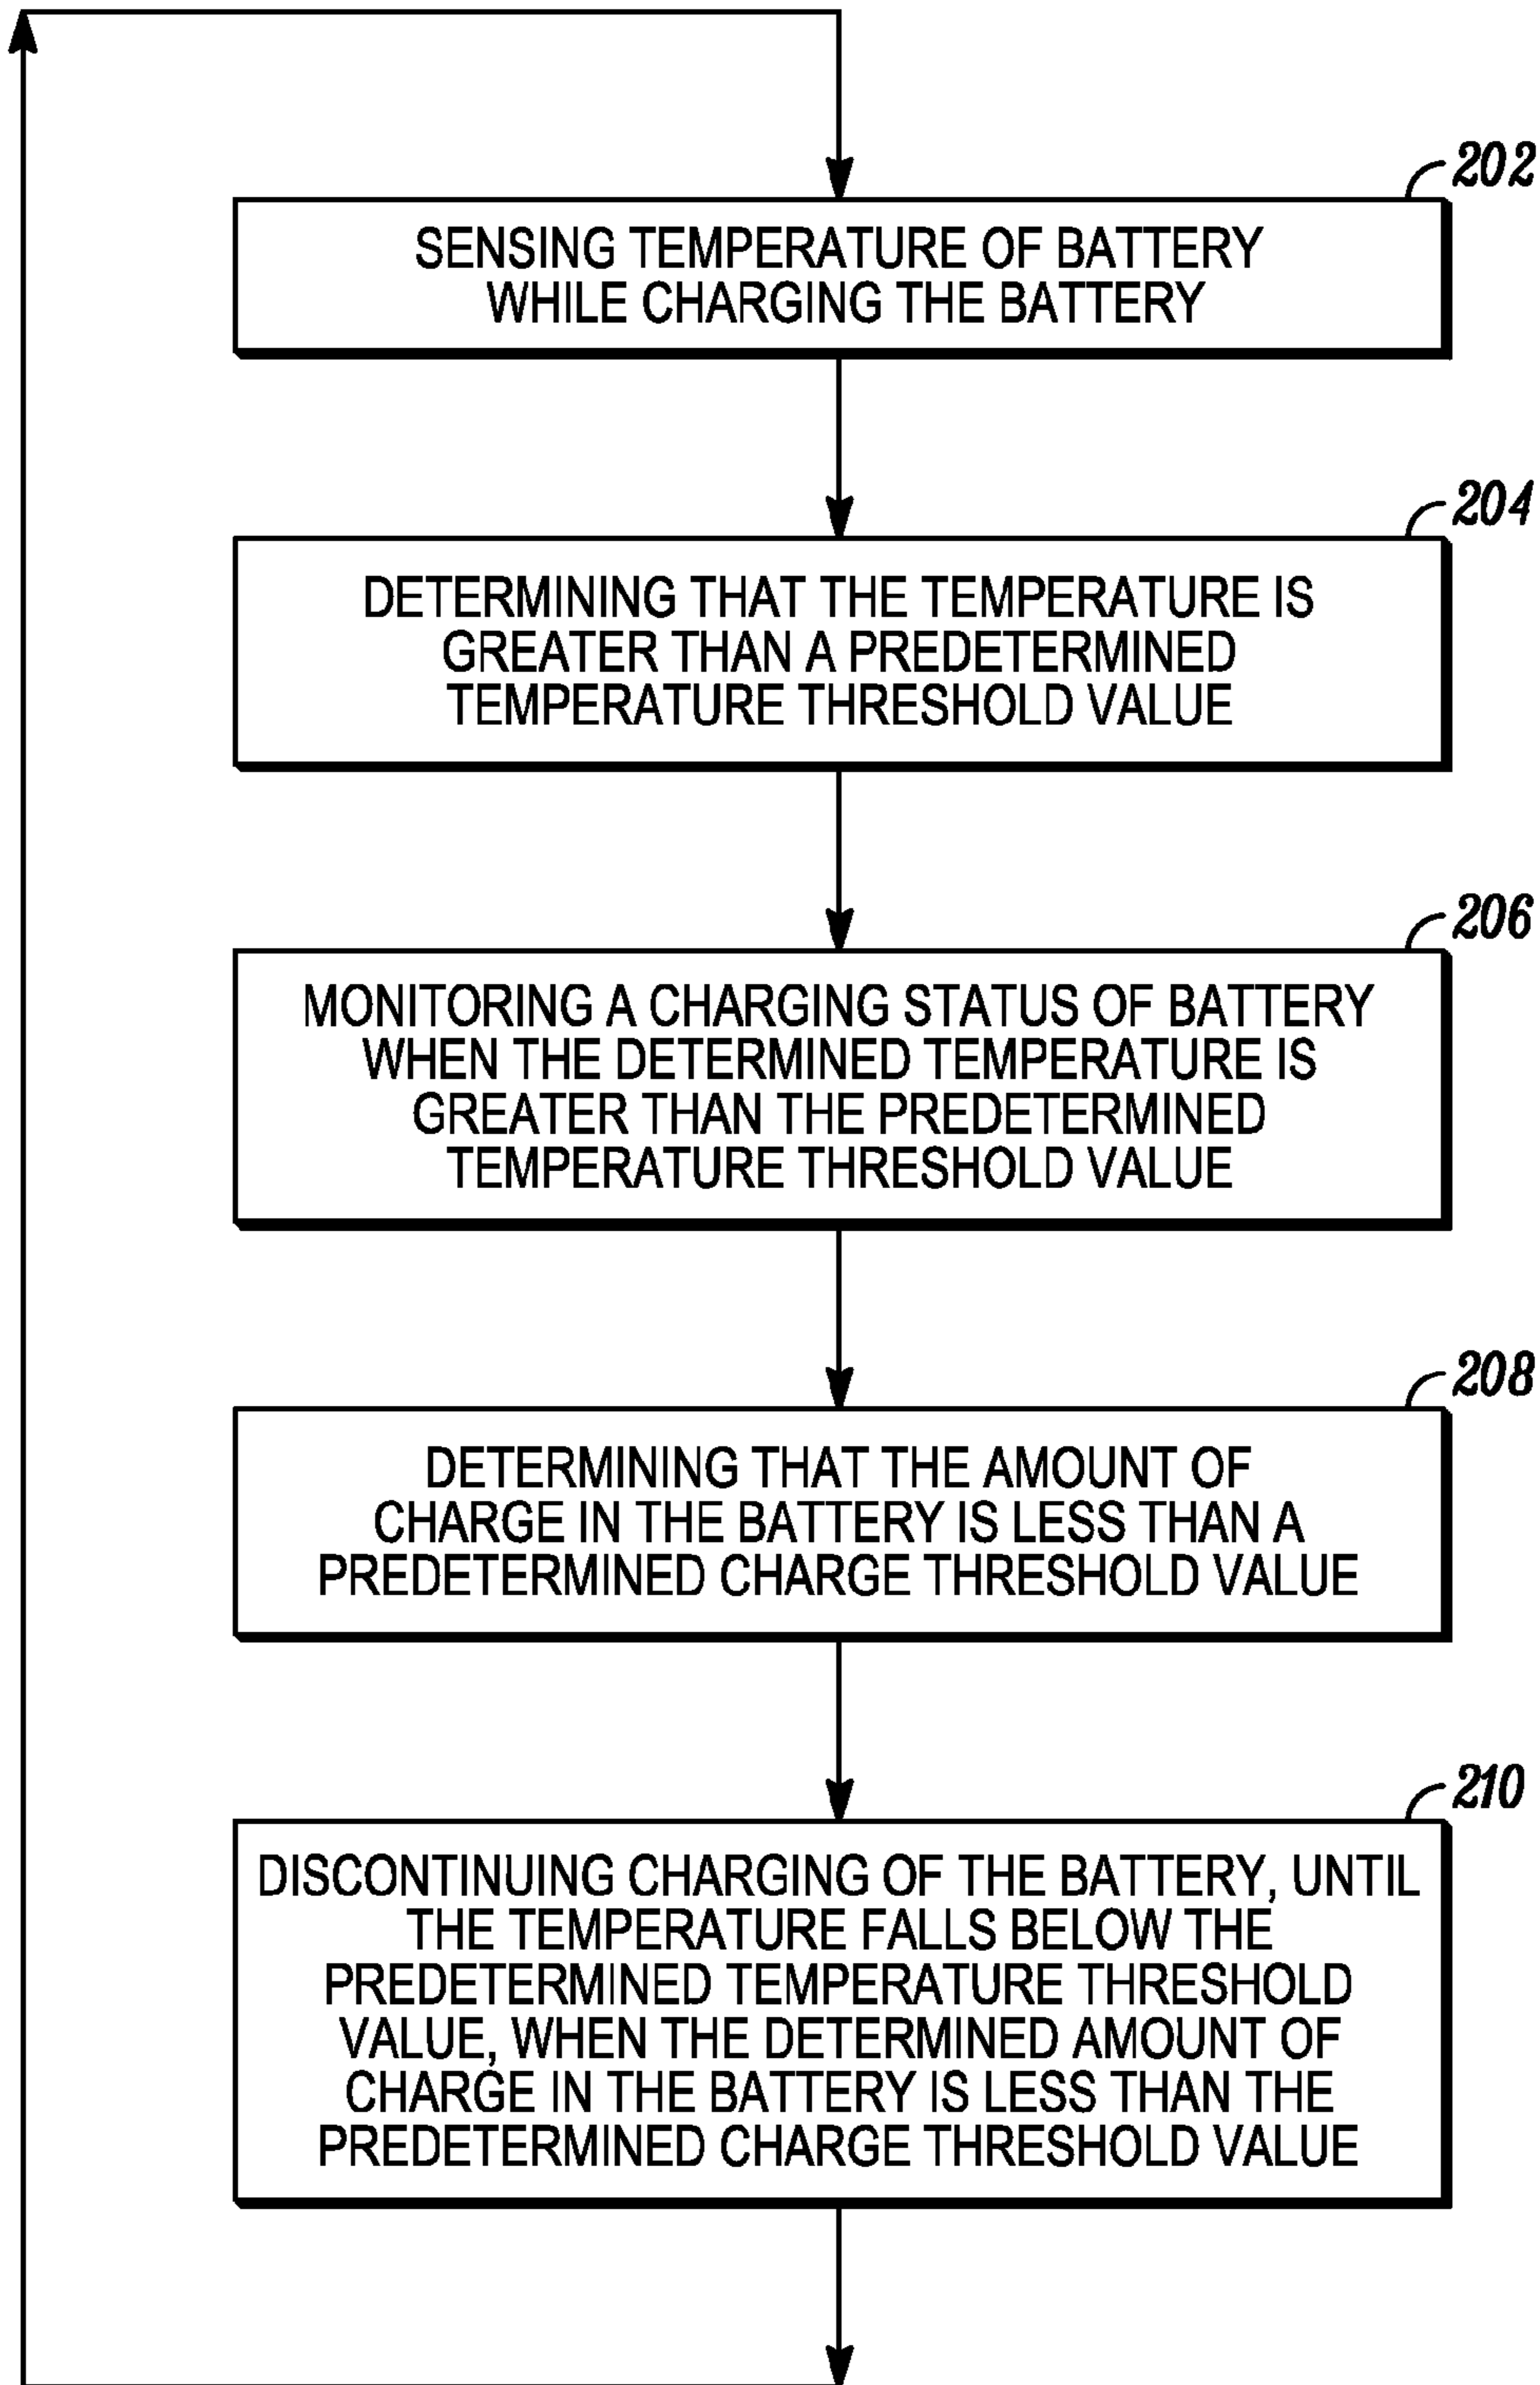 202
SENSING TEMPERATURE OF BATTERY
WHILE CHARGING THE BATTERY
204
DETERMINING THAT THE TEMPERATURE IS
GREATER THAN A PREDETERMINED
TEMPERATURE THRESHOLD VALUE
206
MONITORING A CHARGING STATUS OF BATTERY
WHEN THE DETERMINED TEMPERATURE IS
GREATER THAN THE PREDETERMINED
TEMPERATURE THRESHOLD VALUE
208
DETERMINING THAT THE AMOUNT OF
CHARGE IN THE BATTERY IS LESS THAN A
PREDETERMINED CHARGE THRESHOLD VALUE
210
DISCONTINUING CHARGING OF THE BATTERY, UNTIL
THE TEMPERATURE FALLS BELOW THE
PREDETERMINED TEMPERATURE THRESHOLD
VALUE, WHEN THE DETERMINED AMOUNT OF
CHARGE IN THE BATTERY IS LESS THAN THE
PREDETERMINED CHARGE THRESHOLD VALUE